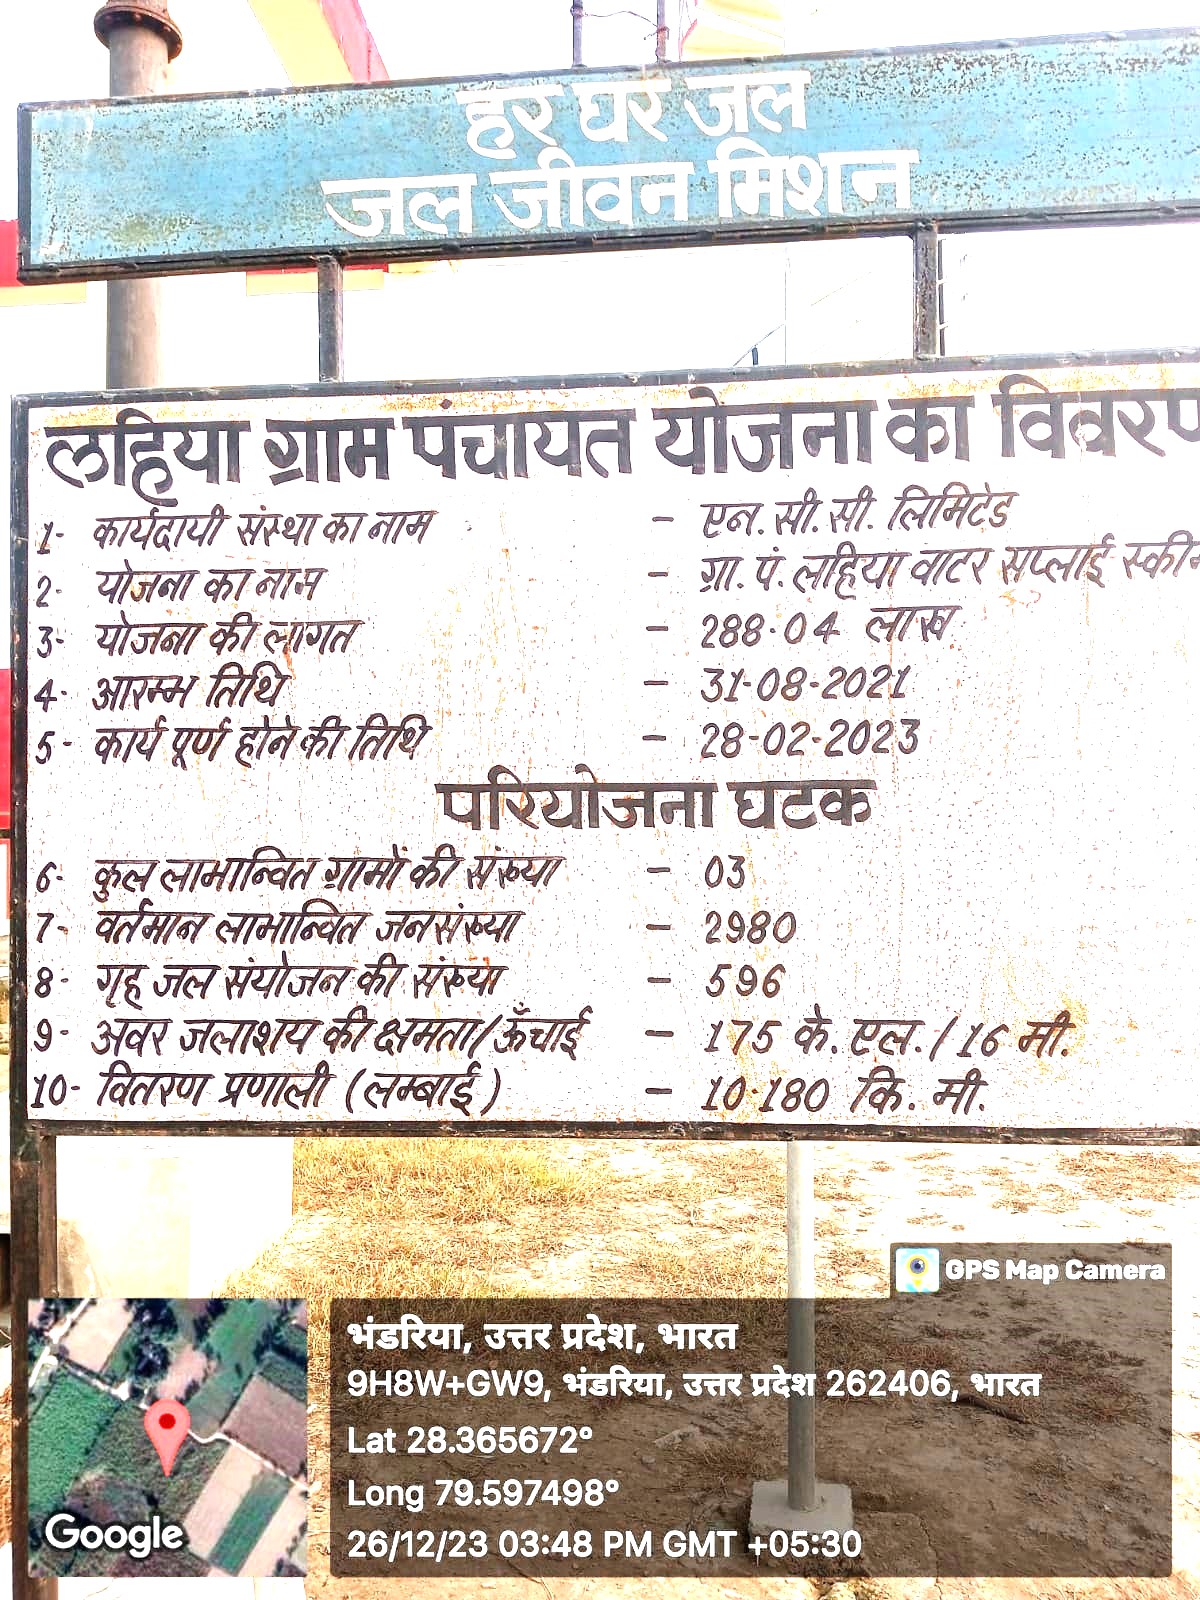 हर घर जल
जल जीवन मिशन
लहिया ग्राम पंचायत योजना का विवरण
1- कार्यदायी संस्था का नाम - एन. सी. सी. लिमिटेड
2- योजना का नाम - ग्रा. पं. लहिया वाटर सप्लाई स्कीम
3- योजना की लागत - 288.04 लाख
4- आरम्भ तिथि - 31-08-2021
5- कार्य पूर्ण होने की तिथि - 28-02-2023
परियोजना घटक
6- कुल लाभान्वित ग्रामों की संख्या - 03
7- वर्तमान लाभान्वित जनसंख्या - 2980
8- गृह जल संयोजन की संख्या - 596
9- अवर जलाशय की क्षमता/ऊँचाई - 175 के. एल. / 16 मी.
10- वितरण प्रणाली (लम्बाई) - 10.180 कि. मी.
GPS Map Camera
भंडरिया, उत्तर प्रदेश, भारत
9H8W+GW9, भंडरिया, उत्तर प्रदेश 262406, भारत
Lat 28.365672°
Long 79.597498°
26/12/23 03:48 PM GMT +05:30
Google